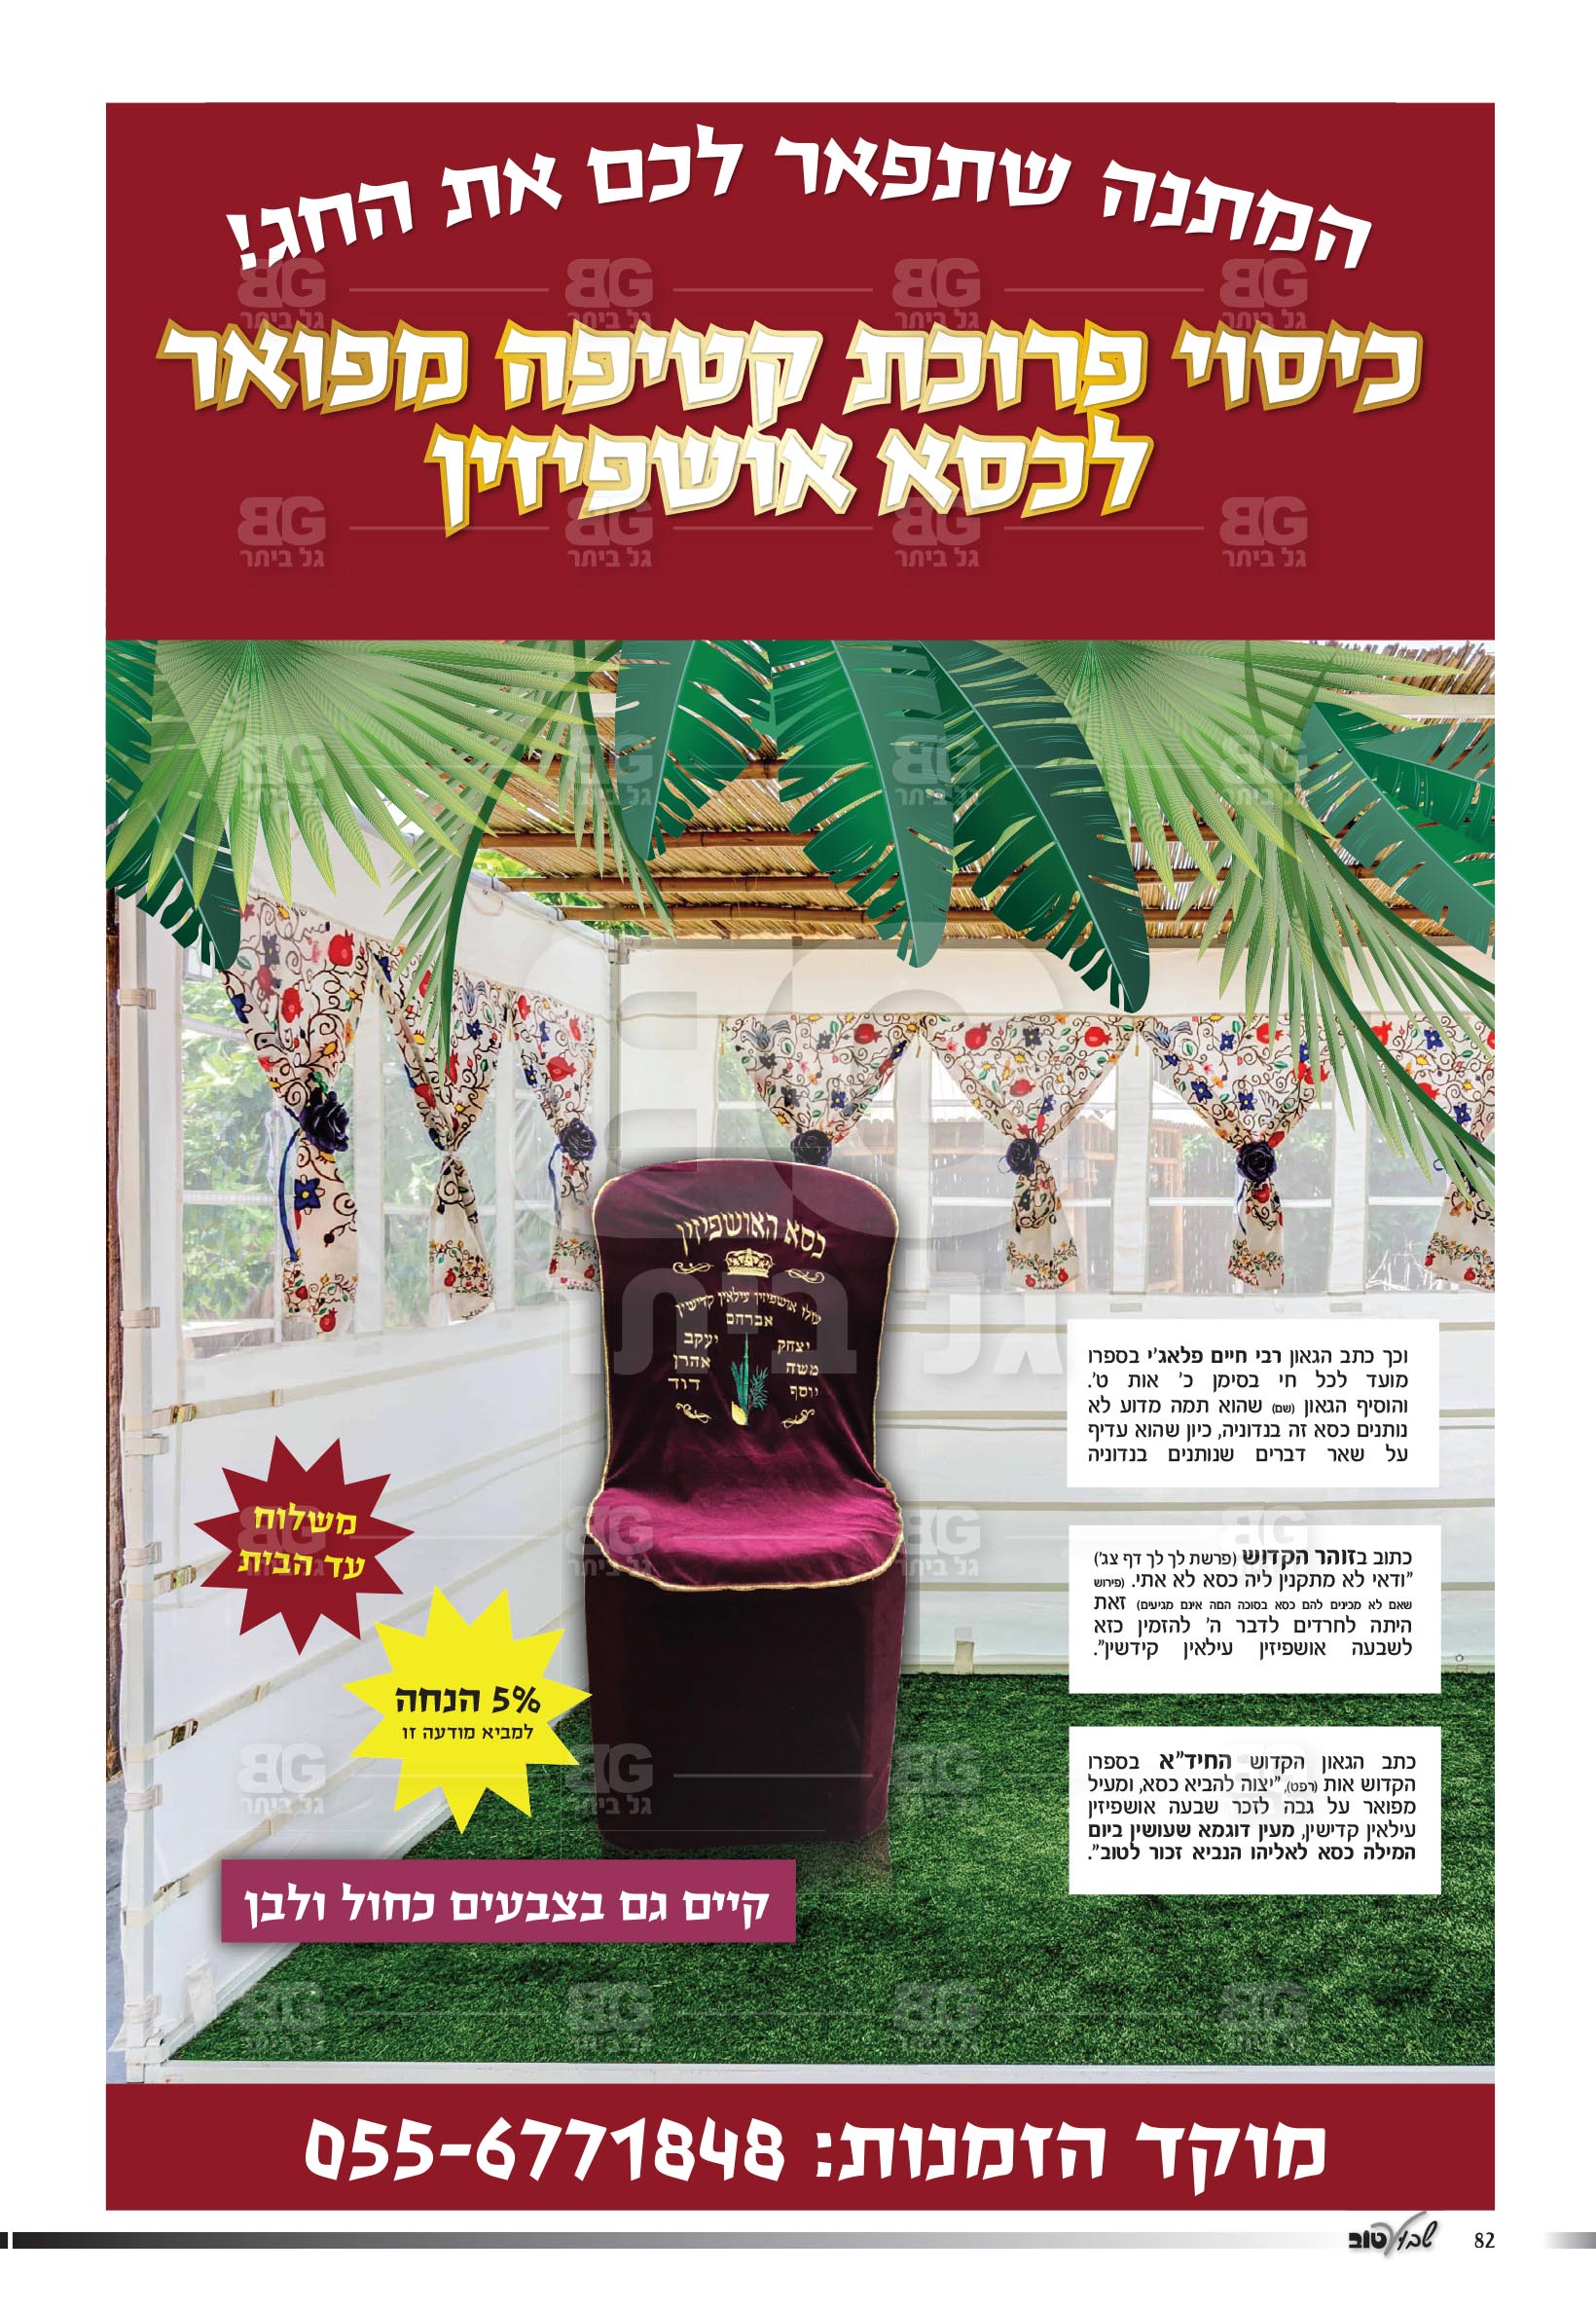 המתנה שתפאר לכם את החג!
כיסוי פרוכת קטיפה מפואר
לכסא אושפיזין
כסא האושפיזין
עולו אושפיזין עילאין קדישין
אברהם
יצחק
יעקב
משה
אהרן
יוסף
דוד
וכך כתב הגאון רבי חיים פלאג'י בספרו
מועד לכל חי בסימן כ' אות ט'.
והוסיף הגאון (שם) שהוא תמה מדוע לא
נותנים כסא זה בנדוניה, כיון שהוא עדיף
על שאר דברים שנותנים בנדוניה
כתוב בזוהר הקדוש (פרשת לך לך דף צג')
"ודאי לא מתקנין ליה כסא לא אתי. (פירוש
שאם לא מכינים להם כסא בסוכה המה אינם מגיעים) זאת
היתה לחרדים לדבר ה' להזמין כזא
לשבעה אושפיזין עילאין קידשין".
כתב הגאון הקדוש החיד"א בספרו
הקדוש אות (רפט), "יצוה להביא כסא, ומעיל
מפואר על גבה לזכר שבעה אושפיזין
עילאין קדישין, מעין דוגמא שעושין ביום
המילה כסא לאליהו הנביא זכור לטוב".
משלוח
עד הבית
5% הנחה
למביא מודעה זו
קיים גם בצבעים כחול ולבן
מוקד הזמנות: 055-6771848
82
שבוע טוב
BG
גל ביתר